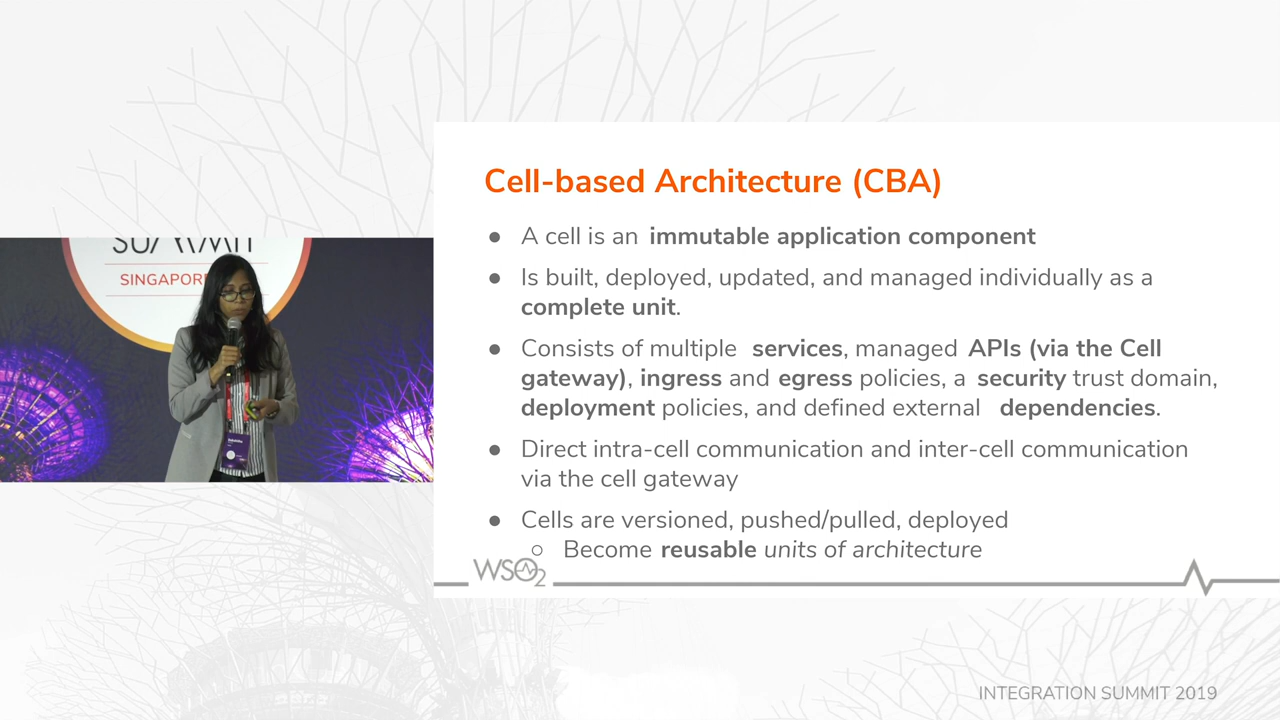 Cell-based Architecture (CBA)
● A cell is an immutable application component
● Is built, deployed, updated, and managed individually as a
complete unit.
● Consists of multiple services, managed APIs (via the Cell
gateway), ingress and egress policies, a security trust domain,
deployment policies, and defined external dependencies.
● Direct intra-cell communication and inter-cell communication
via the cell gateway
● Cells are versioned, pushed/pulled, deployed
○ Become reusable units of architecture
WSO2
SUMMIT
SINGAPOR
INTEGRATION SUMMIT 2019